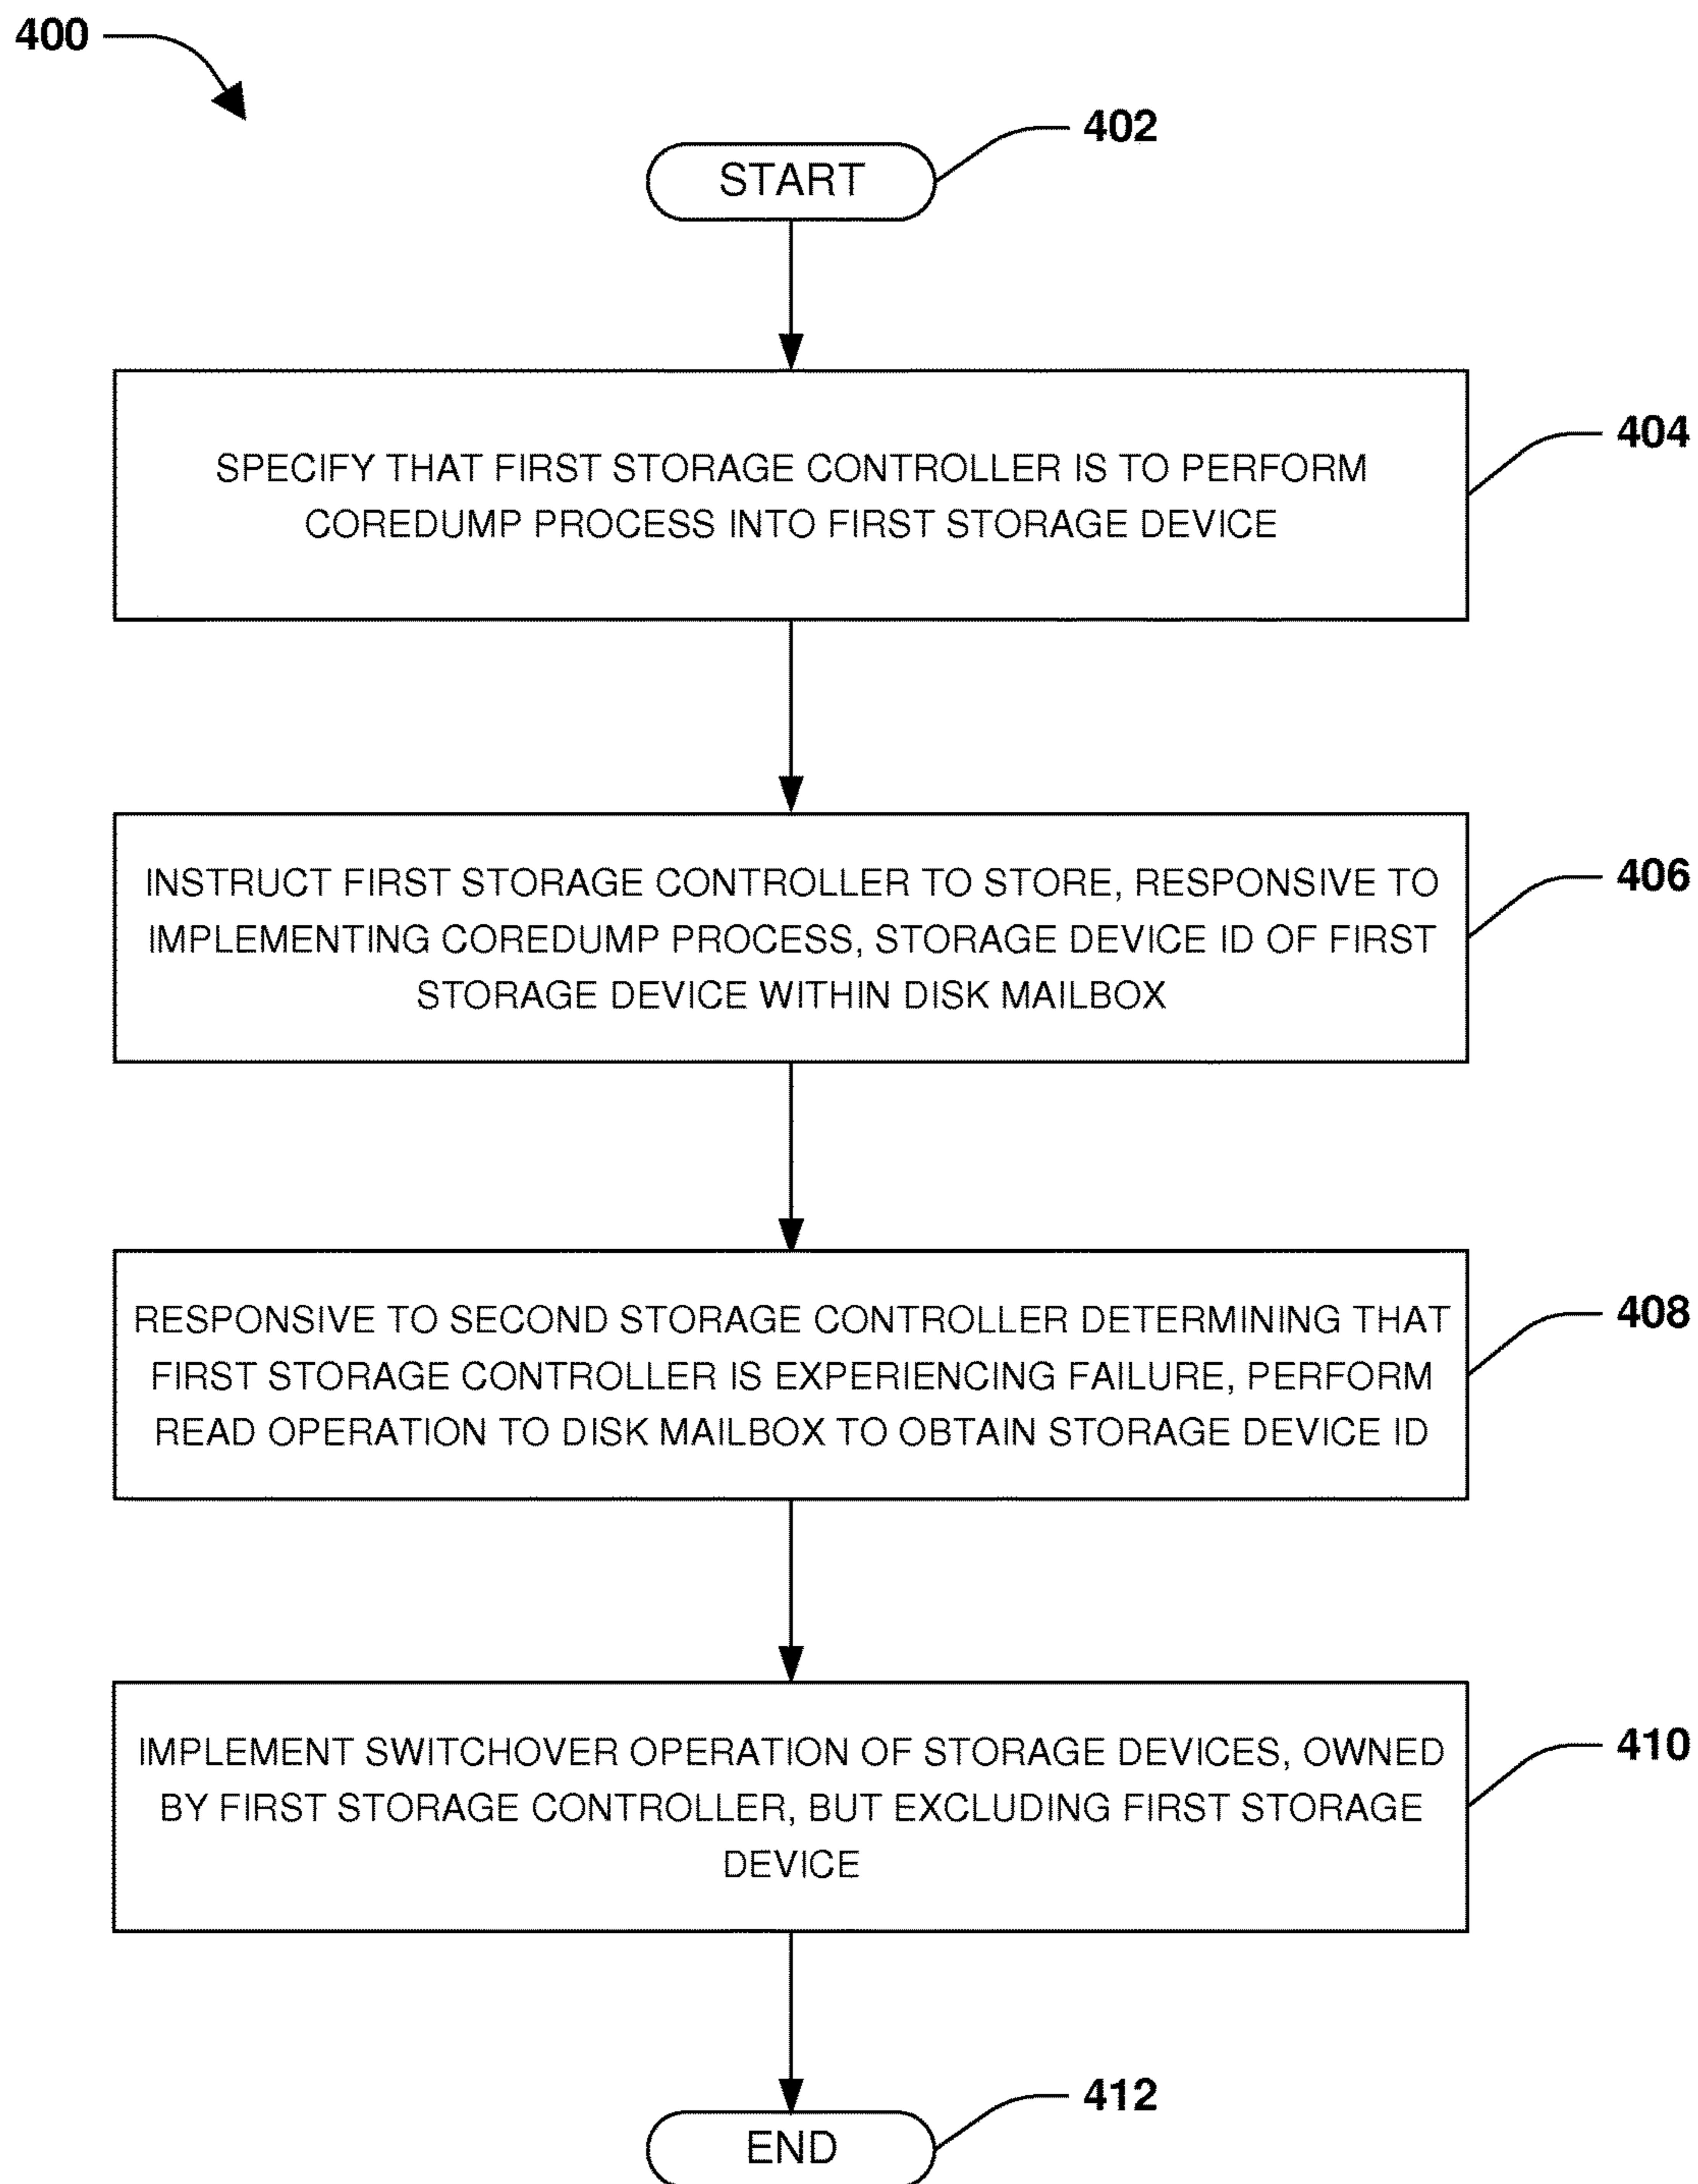 400
402
START
404
SPECIFY THAT FIRST STORAGE CONTROLLER IS TO PERFORM
COREDUMP PROCESS INTO FIRST STORAGE DEVICE
406
INSTRUCT FIRST STORAGE CONTROLLER TO STORE, RESPONSIVE TO
IMPLEMENTING COREDUMP PROCESS, STORAGE DEVICE ID OF FIRST
STORAGE DEVICE WITHIN DISK MAILBOX
408
RESPONSIVE TO SECOND STORAGE CONTROLLER DETERMINING THAT
FIRST STORAGE CONTROLLER IS EXPERIENCING FAILURE, PERFORM
READ OPERATION TO DISK MAILBOX TO OBTAIN STORAGE DEVICE ID
410
IMPLEMENT SWITCHOVER OPERATION OF STORAGE DEVICES, OWNED
BY FIRST STORAGE CONTROLLER, BUT EXCLUDING FIRST STORAGE
DEVICE
412
END